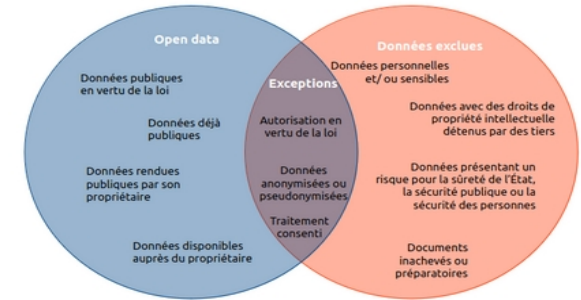 Open data
Données publiques
en vertu de la loi
Données déjà
publiques
Données rendues
publiques par son
propriétaire
Données disponibles
auprès du propriétaire
Exceptions
Autorisation en
vertu de la loi
Données
anonymisées ou
pseudonymisées
Traitement
consenti
Données exclues
Données personnelles
et/ ou sensibles
Données avec des droits de
propriété intellectuelle
détenus par des tiers
Données présentant un
risque pour la sûreté de l'État,
la sécurité publique ou la
sécurité des personnes
Documents
inachevés ou
préparatoires